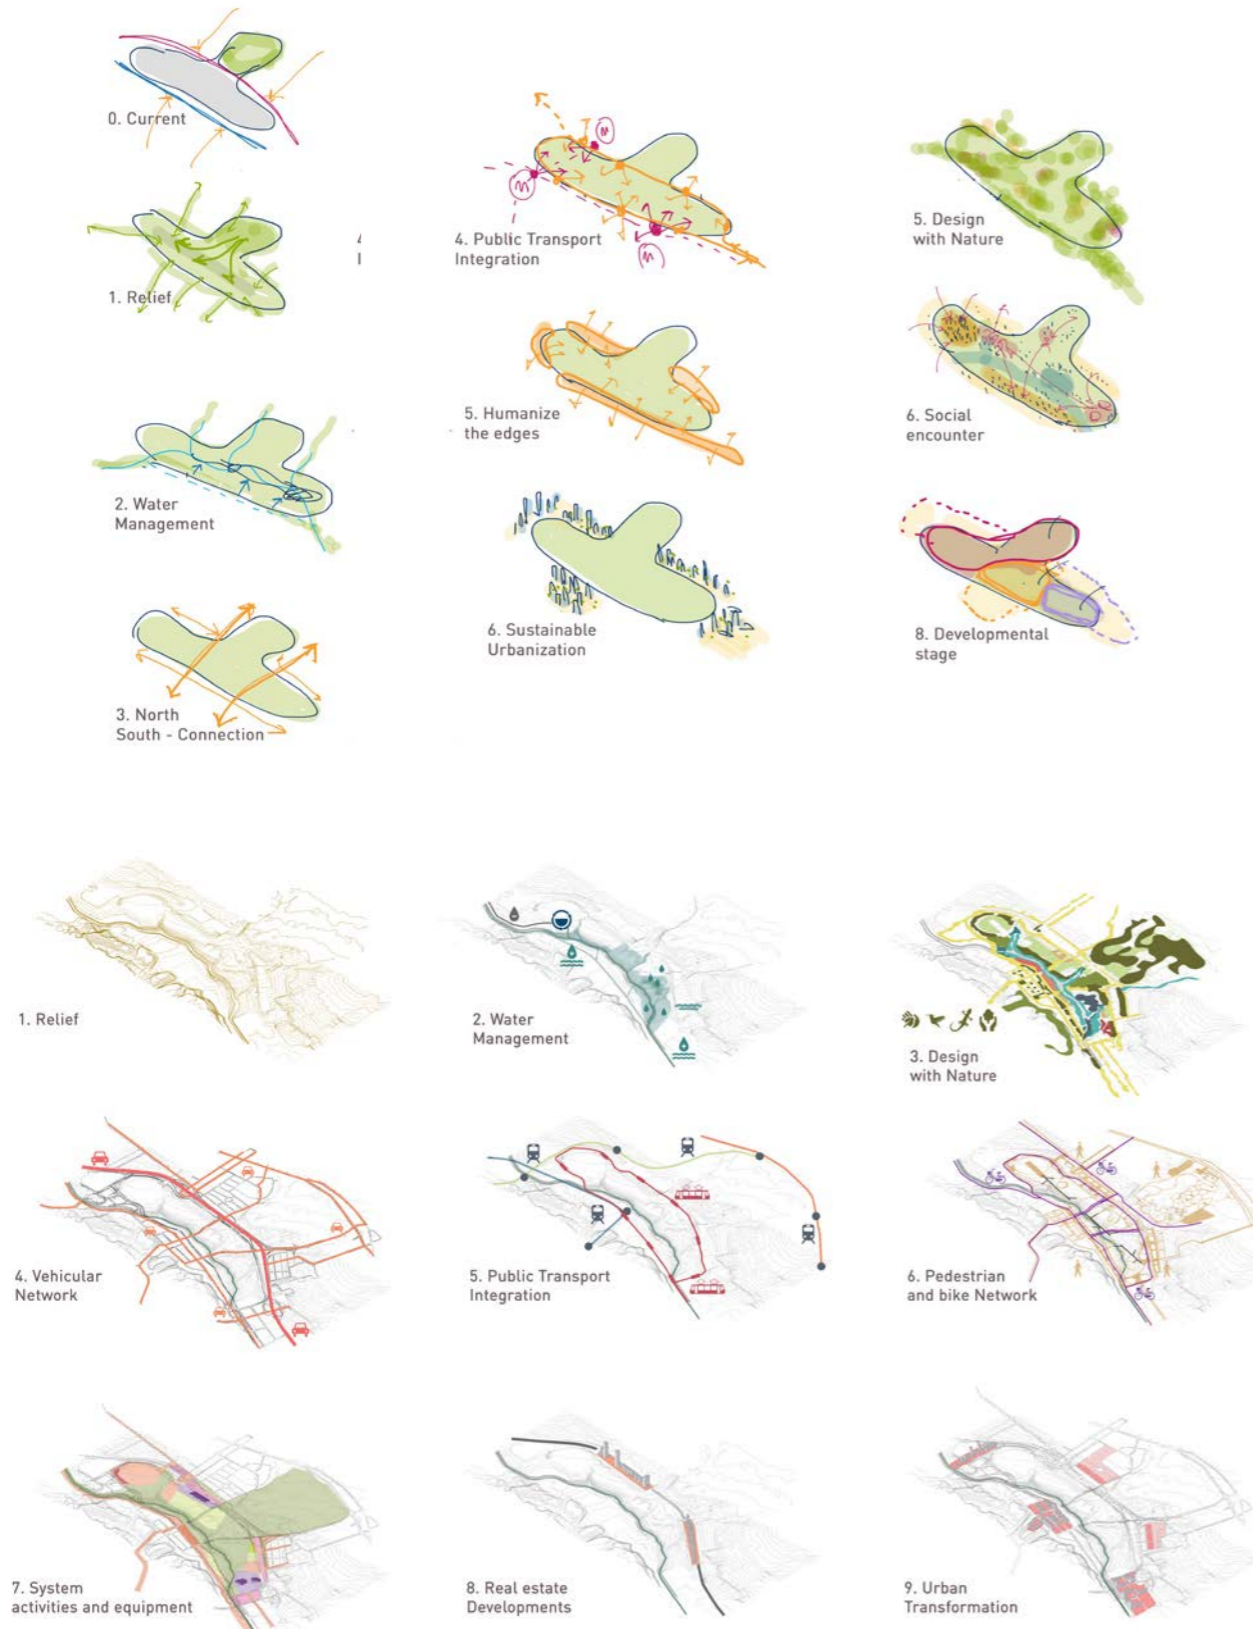 0. Current
1. Relief
2. Water
Management
3. North
South - Connection
4. Public Transport
Integration
5. Humanize
the edges
6. Sustainable
Urbanization
5. Design
with Nature
6. Social
encounter
8. Developmental
stage
1. Relief
2. Water
Management
3. Design
with Nature
4. Vehicular
Network
5. Public Transport
Integration
6. Pedestrian
and bike Network
7. System
activities and equipment
8. Real estate
Developments
9. Urban
Transformation